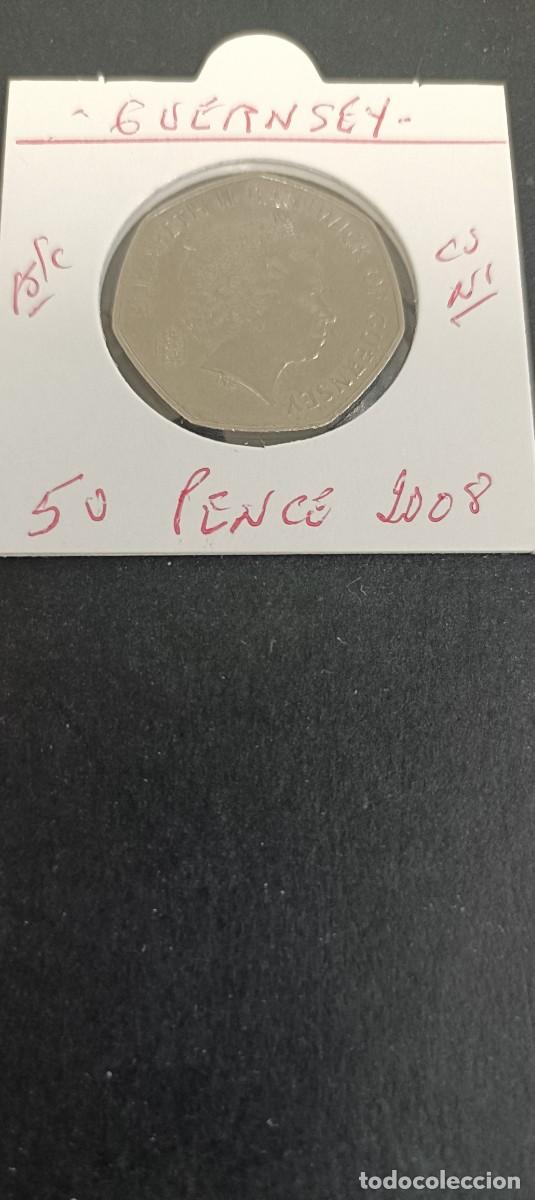 - GUERNSEY -
ELIZABETH II BAILIWICK OF GUERNSEY
B/C
CU
NI
50 PENCE 2008
todocoleccion